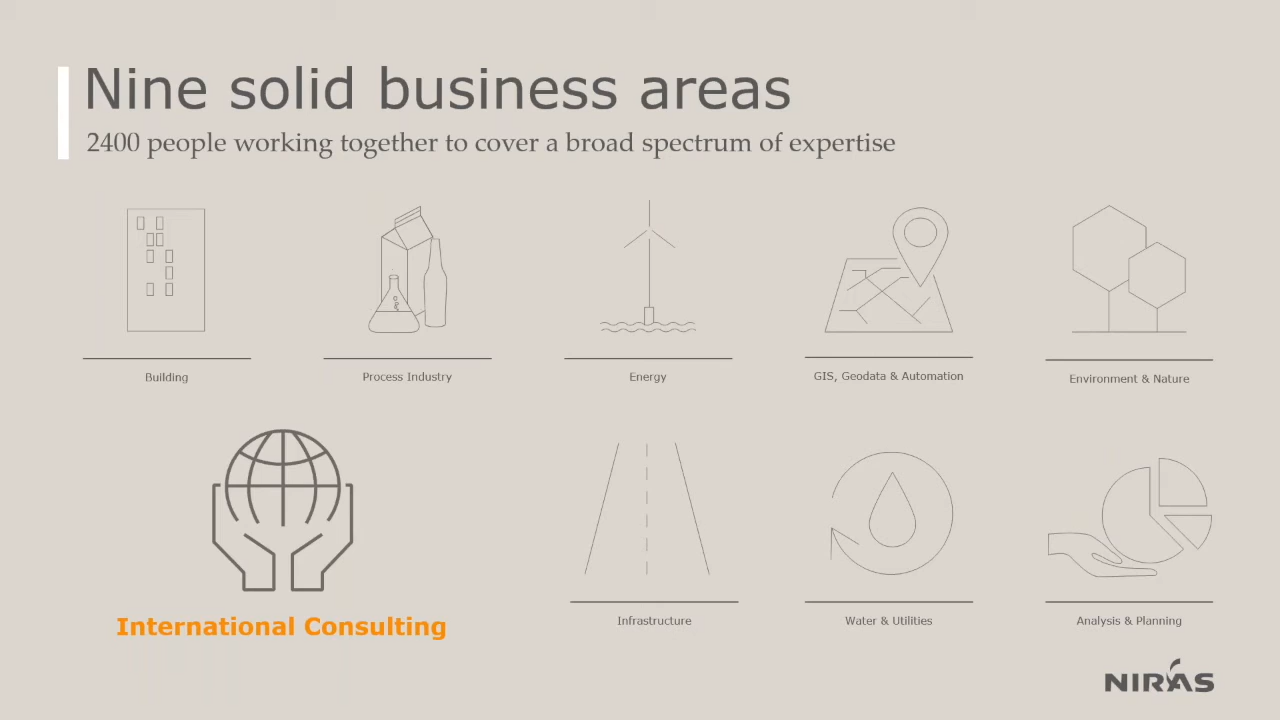 Nine solid business areas
2400 people working together to cover a broad spectrum of expertise
Building
Process Industry
Energy
GIS, Geodata & Automation
Environment & Nature
International Consulting
Infrastructure
Water & Utilities
Analysis & Planning
NIRAS